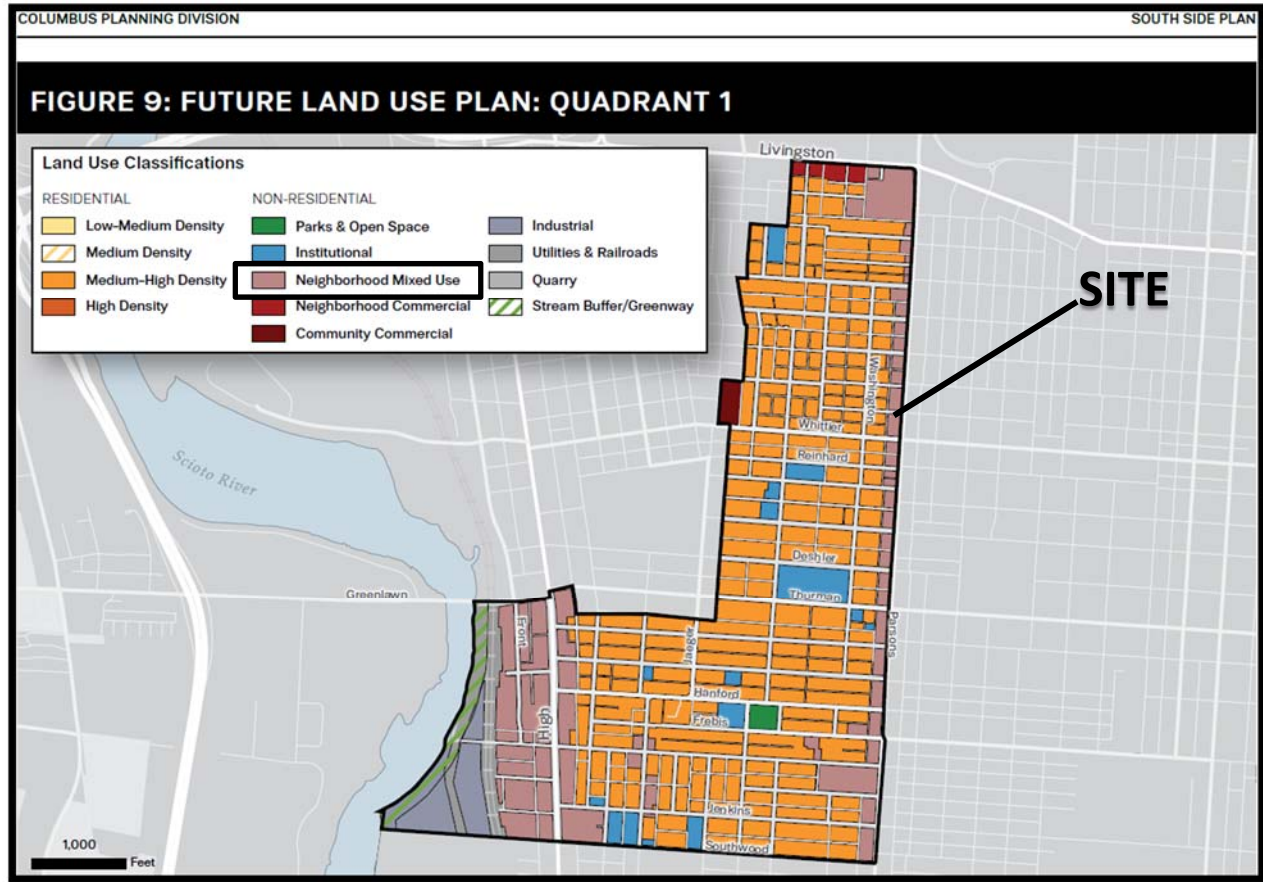 COLUMBUS PLANNING DIVISION
SOUTH SIDE PLAN
FIGURE 9: FUTURE LAND USE PLAN: QUADRANT 1
Land Use Classifications
RESIDENTIAL
Low-Medium Density
Medium Density
Medium-High Density
High Density
NON-RESIDENTIAL
Parks & Open Space
Institutional
Neighborhood Mixed Use
Neighborhood Commercial
Community Commercial
Industrial
Utilities & Railroads
Quarry
Stream Buffer/Greenway
Livingston
SITE
Washington
Whittier
Reinhard
Scioto River
Deshler
Thurman
Greenlawn
Front
Jaeger
Parsons
Hanford
High
Frebis
Jenkins
Southwood
1,000
Feet